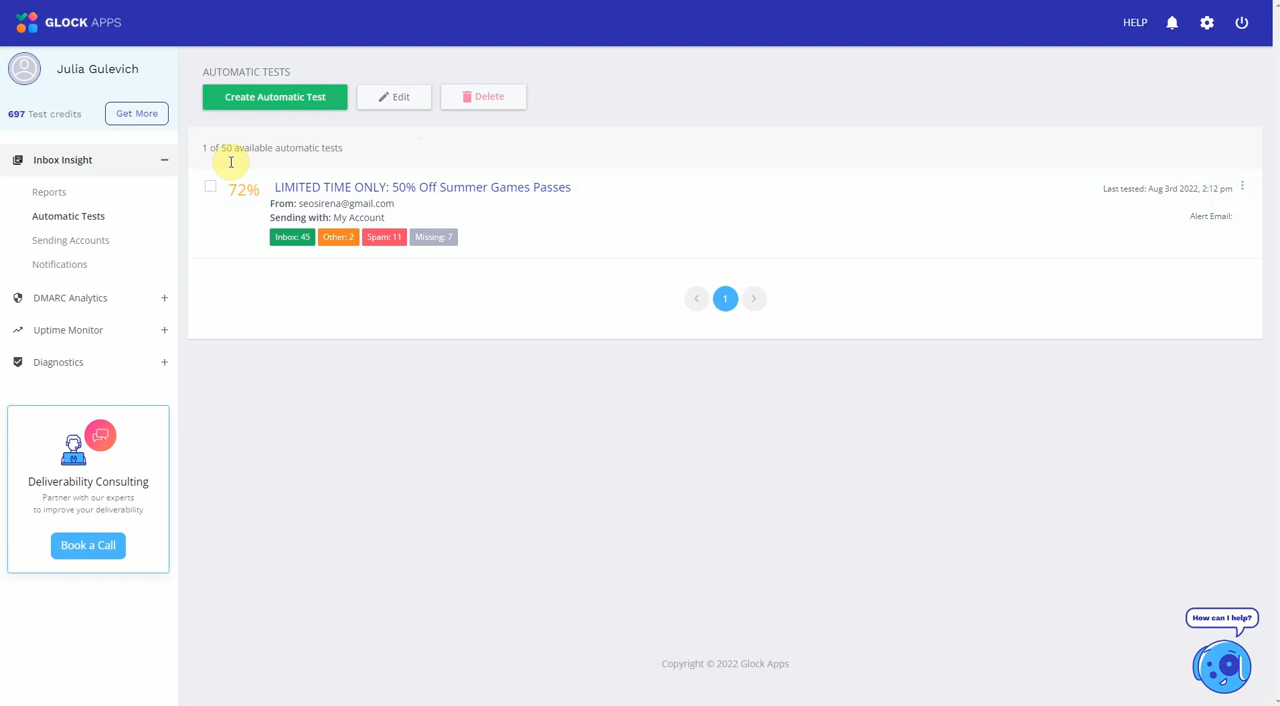 GLOCK APPS
HELP
Julia Gulevich
697 Test credits
Get More
Inbox Insight
Reports
Automatic Tests
Sending Accounts
Notifications
DMARC Analytics
Uptime Monitor
Diagnostics
Deliverability Consulting
Partner with our experts
to improve your deliverability
Book a Call
AUTOMATIC TESTS
Create Automatic Test
Edit
Delete
1 of 50 available automatic tests
72%
LIMITED TIME ONLY: 50% Off Summer Games Passes
From: seosirena@gmail.com
Sending with: My Account
Inbox: 45
Other: 2
Spam: 11
Missing: 7
Last tested: Aug 3rd 2022, 2:12 pm
Alert Email:
1
How can I help?
Copyright © 2022 Glock Apps